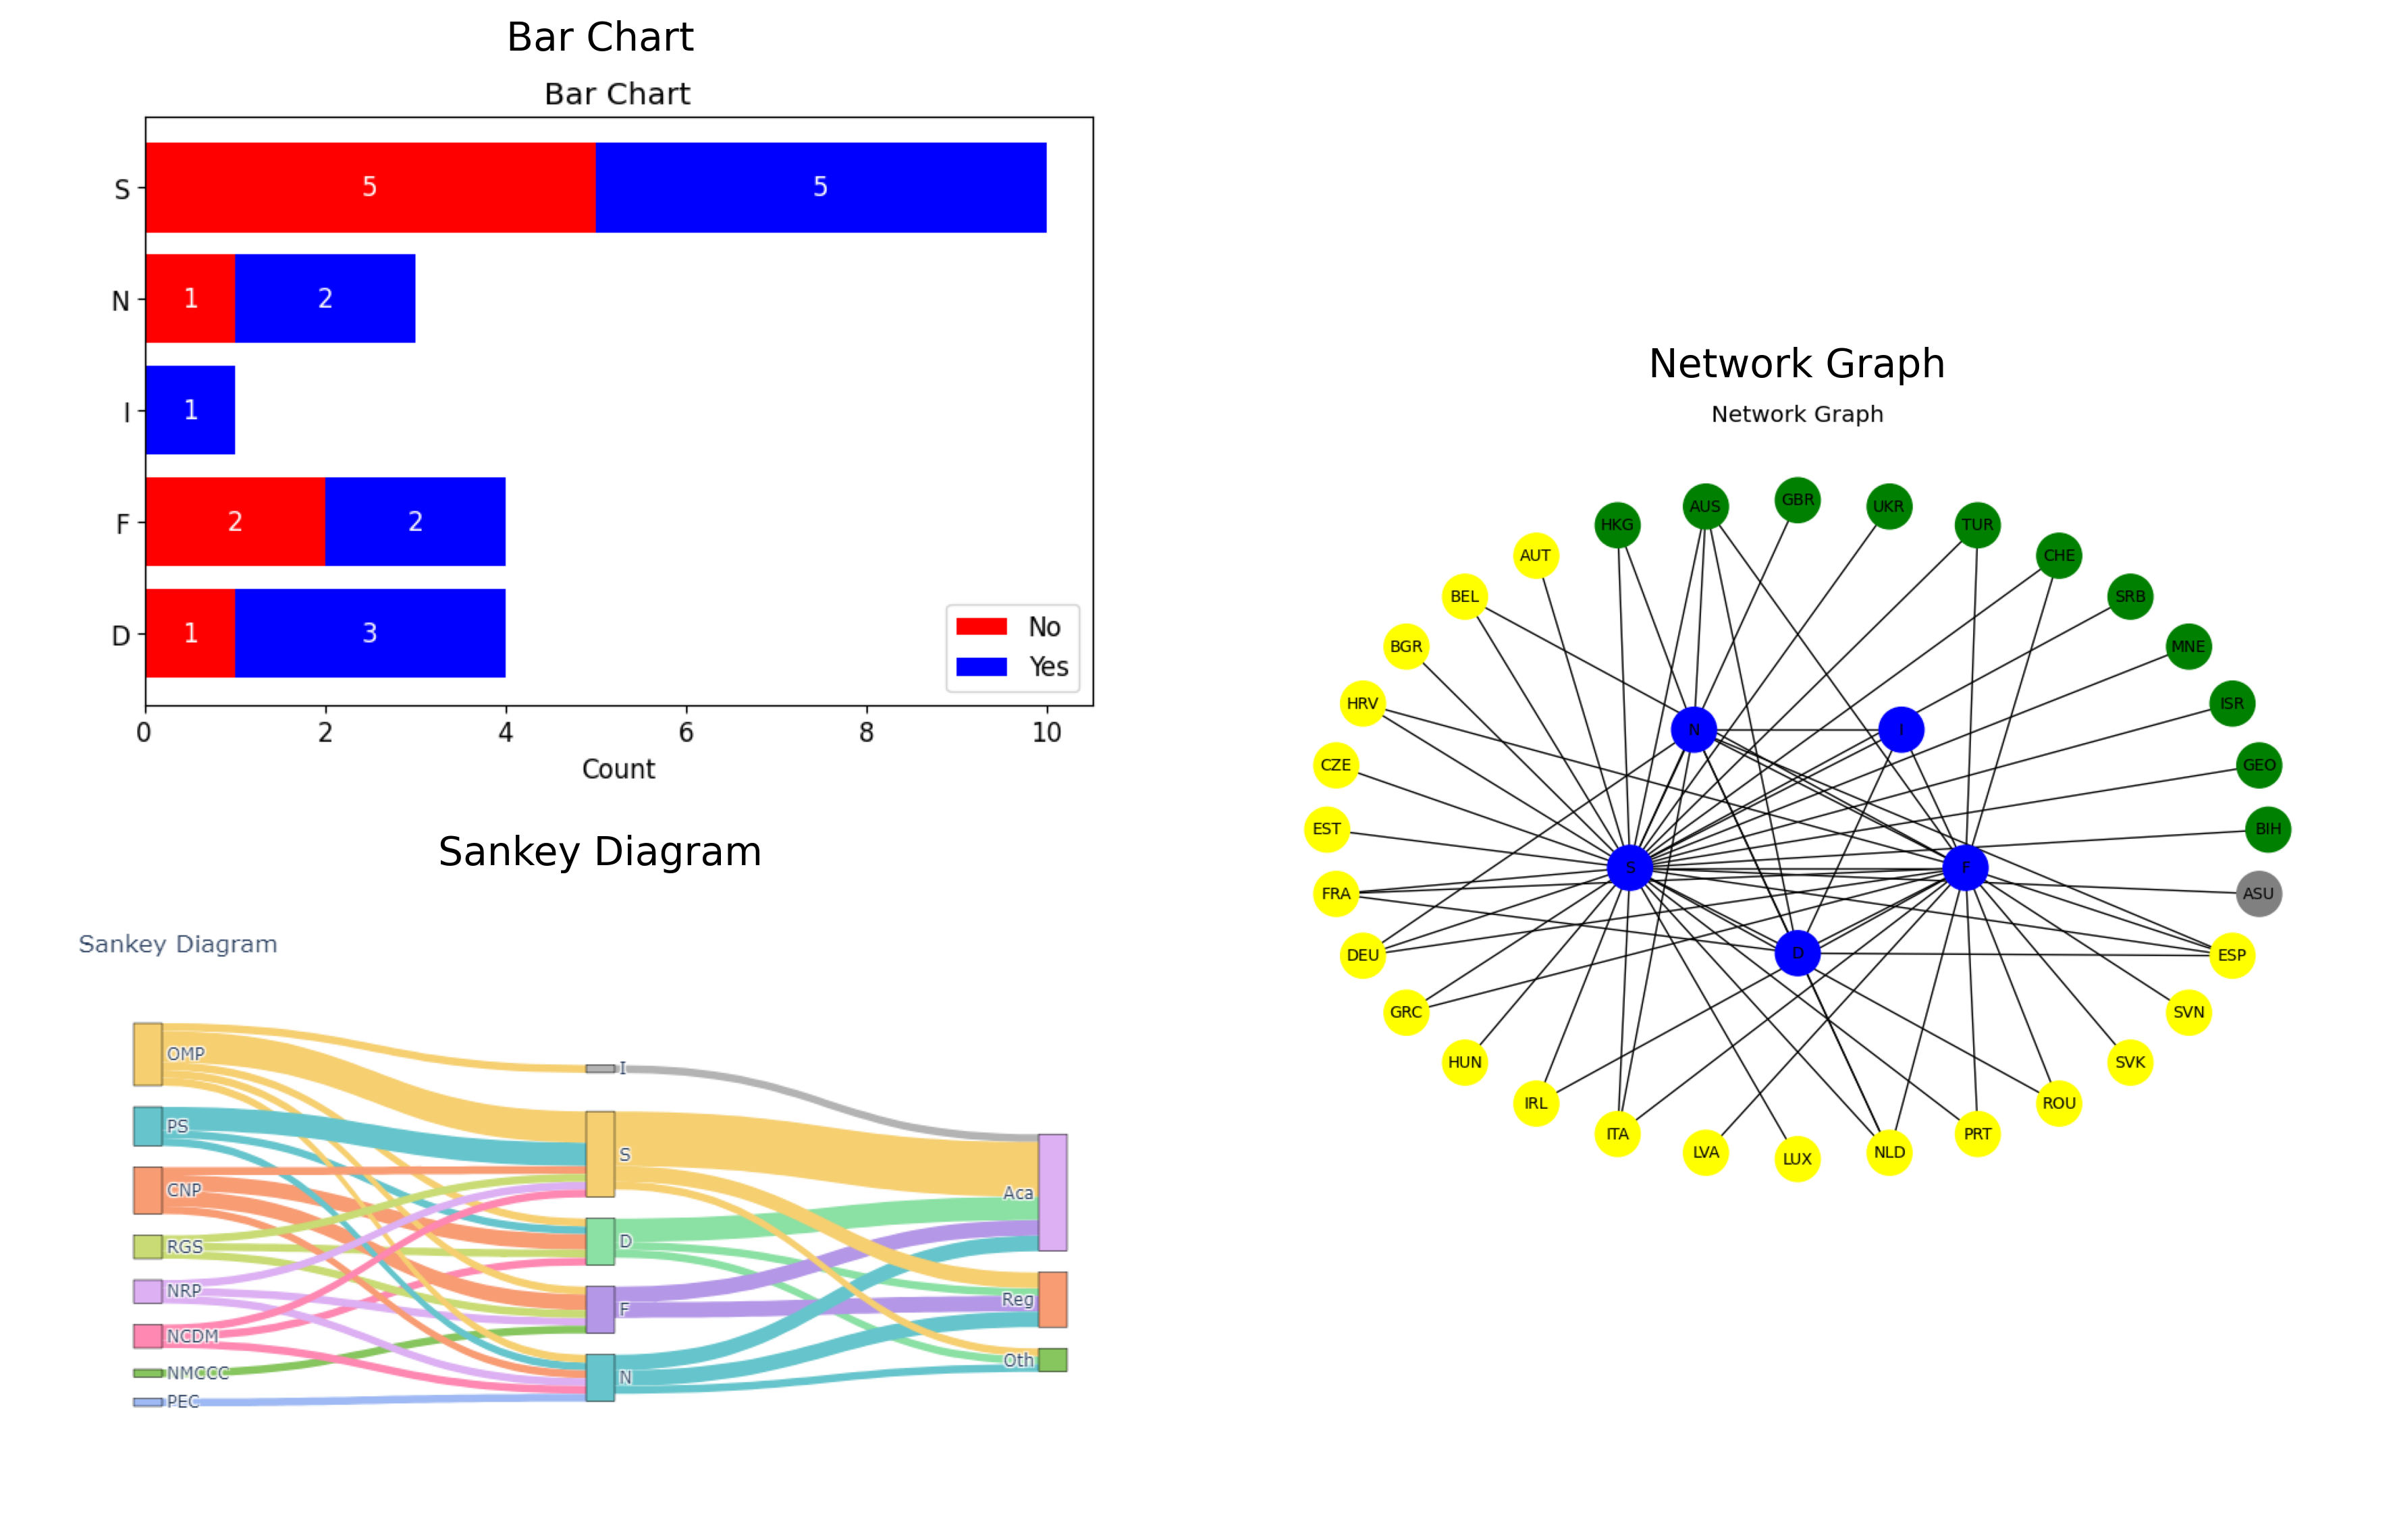 Bar Chart
Bar Chart
S
5
5
N
1
2
I
1
F
2
2
D
1
3
No
Yes
0
2
4
6
8
10
Count
Sankey Diagram
Sankey Diagram
OMP
PS
CNP
RGS
NRP
NCDM
NMCCC
PEC
I
S
D
F
N
Aca
Reg
Oth
Network Graph
Network Graph
GBR
AUS
UKR
HKG
TUR
AUT
CHE
BEL
SRB
BGR
MNE
HRV
ISR
N
I
CZE
GEO
EST
BIH
S
F
FRA
ASU
DEU
D
ESP
GRC
SVN
HUN
SVK
IRL
ROU
ITA
PRT
LVA
NLD
LUX